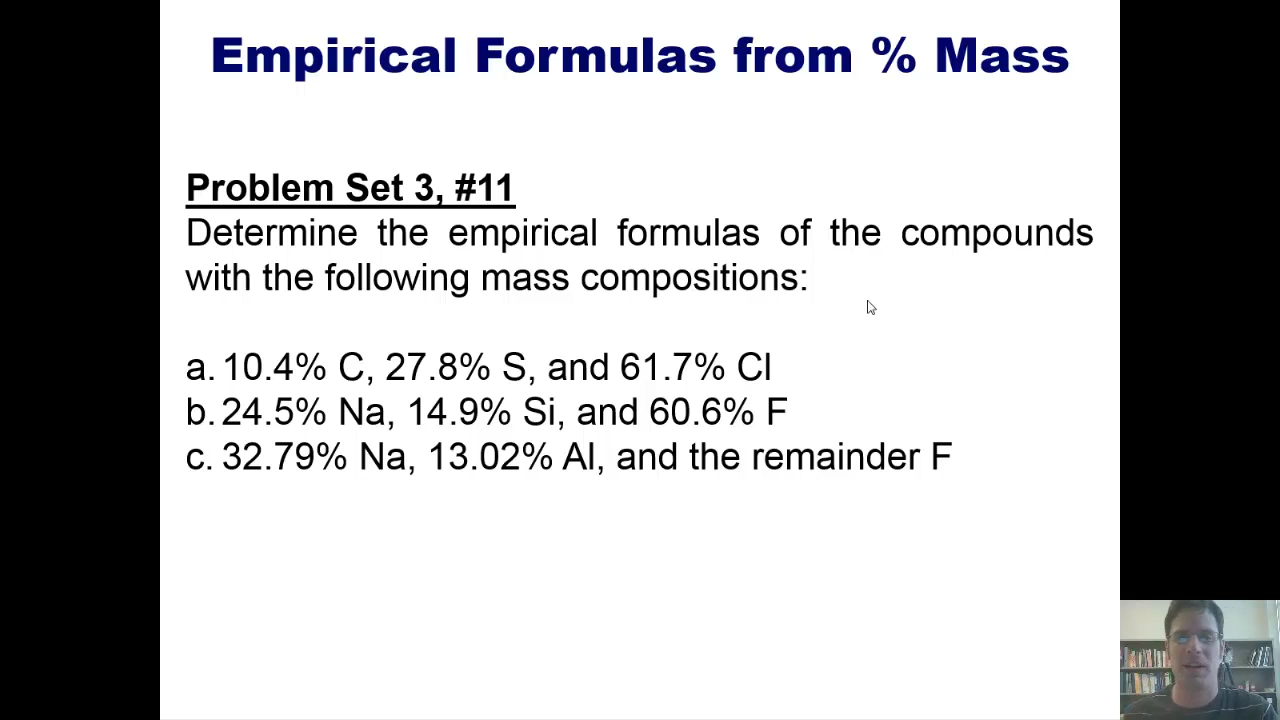 Empirical Formulas from % Mass
Problem Set 3, #11
Determine the empirical formulas of the compounds
with the following mass compositions:
a. 10.4% C, 27.8% S, and 61.7% Cl
b. 24.5% Na, 14.9% Si, and 60.6% F
c. 32.79% Na, 13.02% Al, and the remainder F